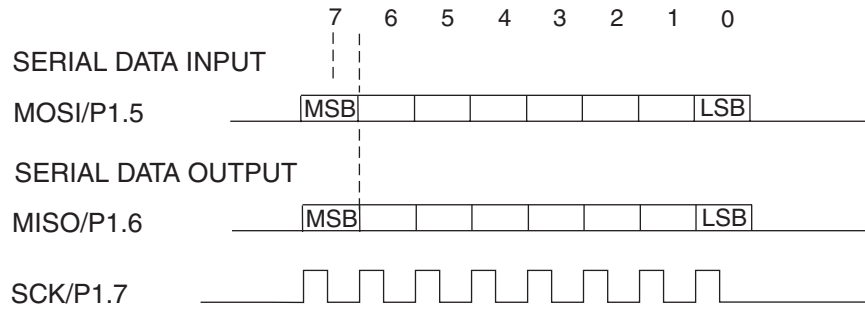 7 6 5 4 3 2 1 0
SERIAL DATA INPUT
MOSI/P1.5 MSB LSB
SERIAL DATA OUTPUT
MISO/P1.6 MSB LSB
SCK/P1.7